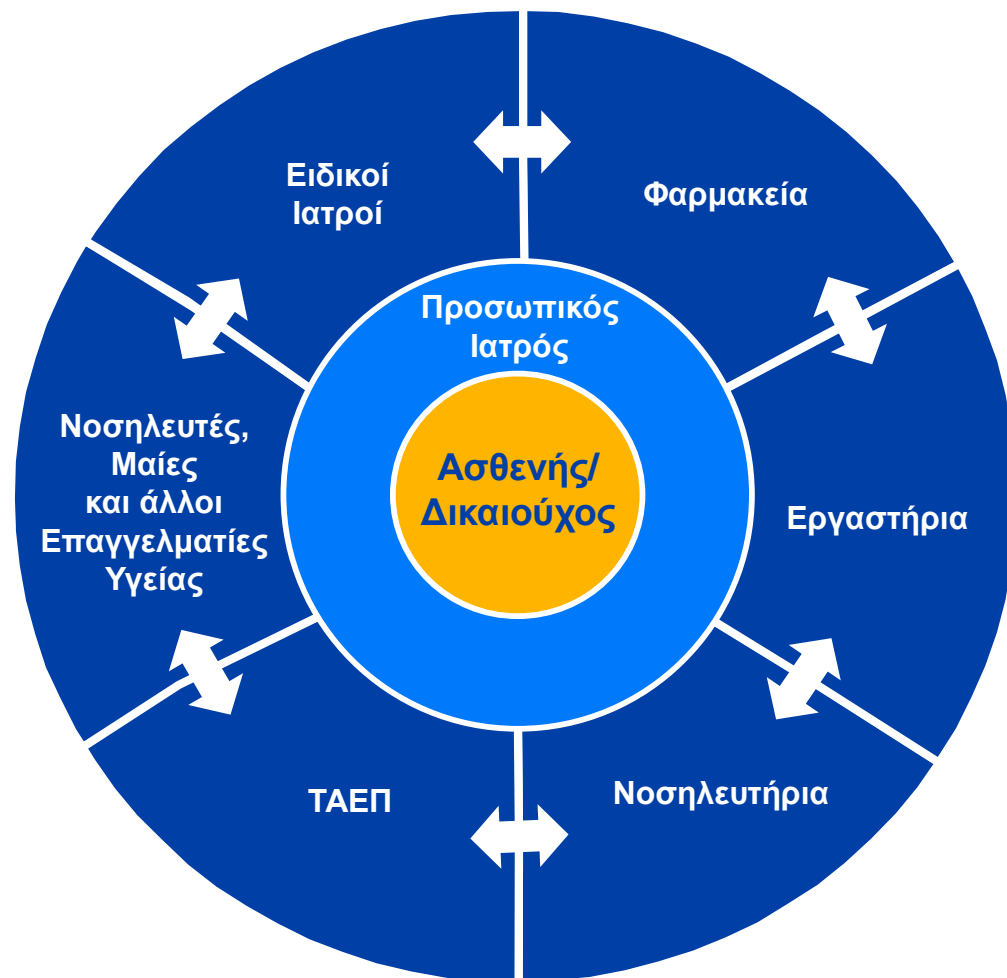 Ειδικοί
Ιατροί
Φαρμακεία
Προσωπικός
Ιατρός
Νοσηλευτές,
Μαίες
και άλλοι
Επαγγελματίες
Υγείας
Ασθενής/
Δικαιούχος
Εργαστήρια
ΤΑΕΠ
Νοσηλευτήρια